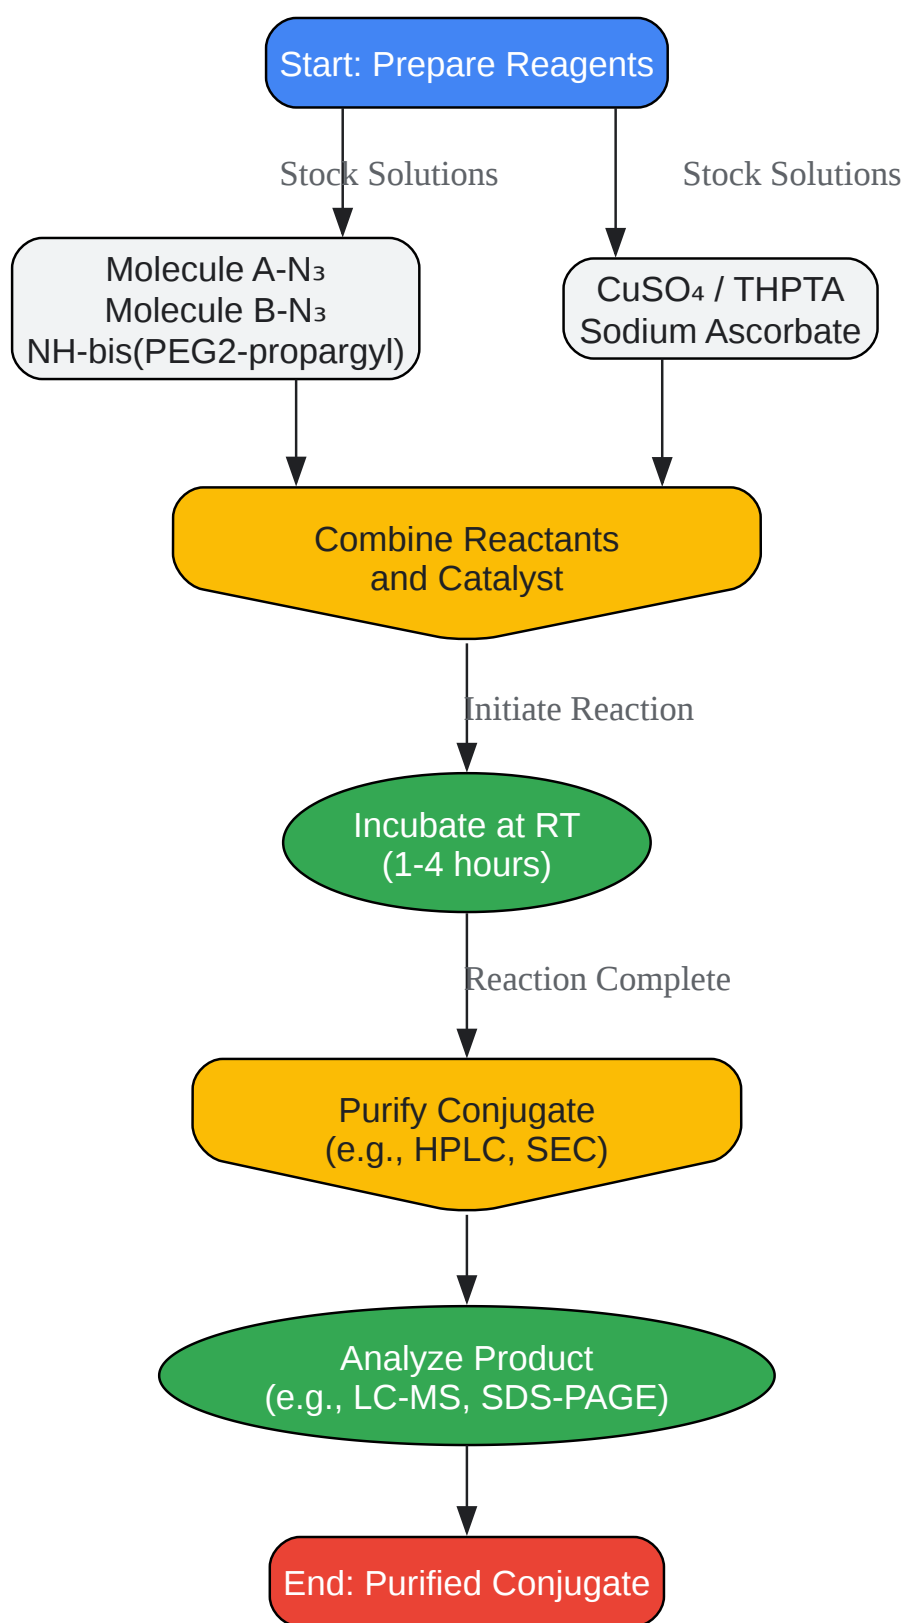 Start: Prepare Reagents
Stock Solutions
Stock Solutions
Molecule A-N₃
Molecule B-N₃
NH-bis(PEG2-propargyl)
CuSO₄ / THPTA
Sodium Ascorbate
Combine Reactants
and Catalyst
Initiate Reaction
Incubate at RT
(1-4 hours)
Reaction Complete
Purify Conjugate
(e.g., HPLC, SEC)
Analyze Product
(e.g., LC-MS, SDS-PAGE)
End: Purified Conjugate